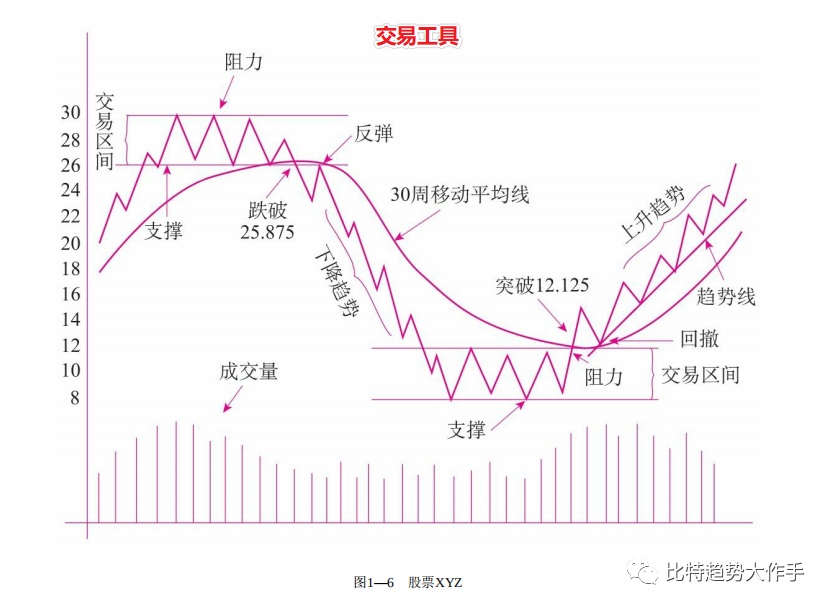 交易工具
阻力
30
28
26
24
22
20
18
16
14
12
10
8
交易区间
反弹
支撑
跌破
25.875
30周移动平均线
上升趋势
下降趋势
突破12.125
趋势线
回撤
阻力
交易区间
成交量
支撑
图1—6 股票XYZ
比特趋势大作手